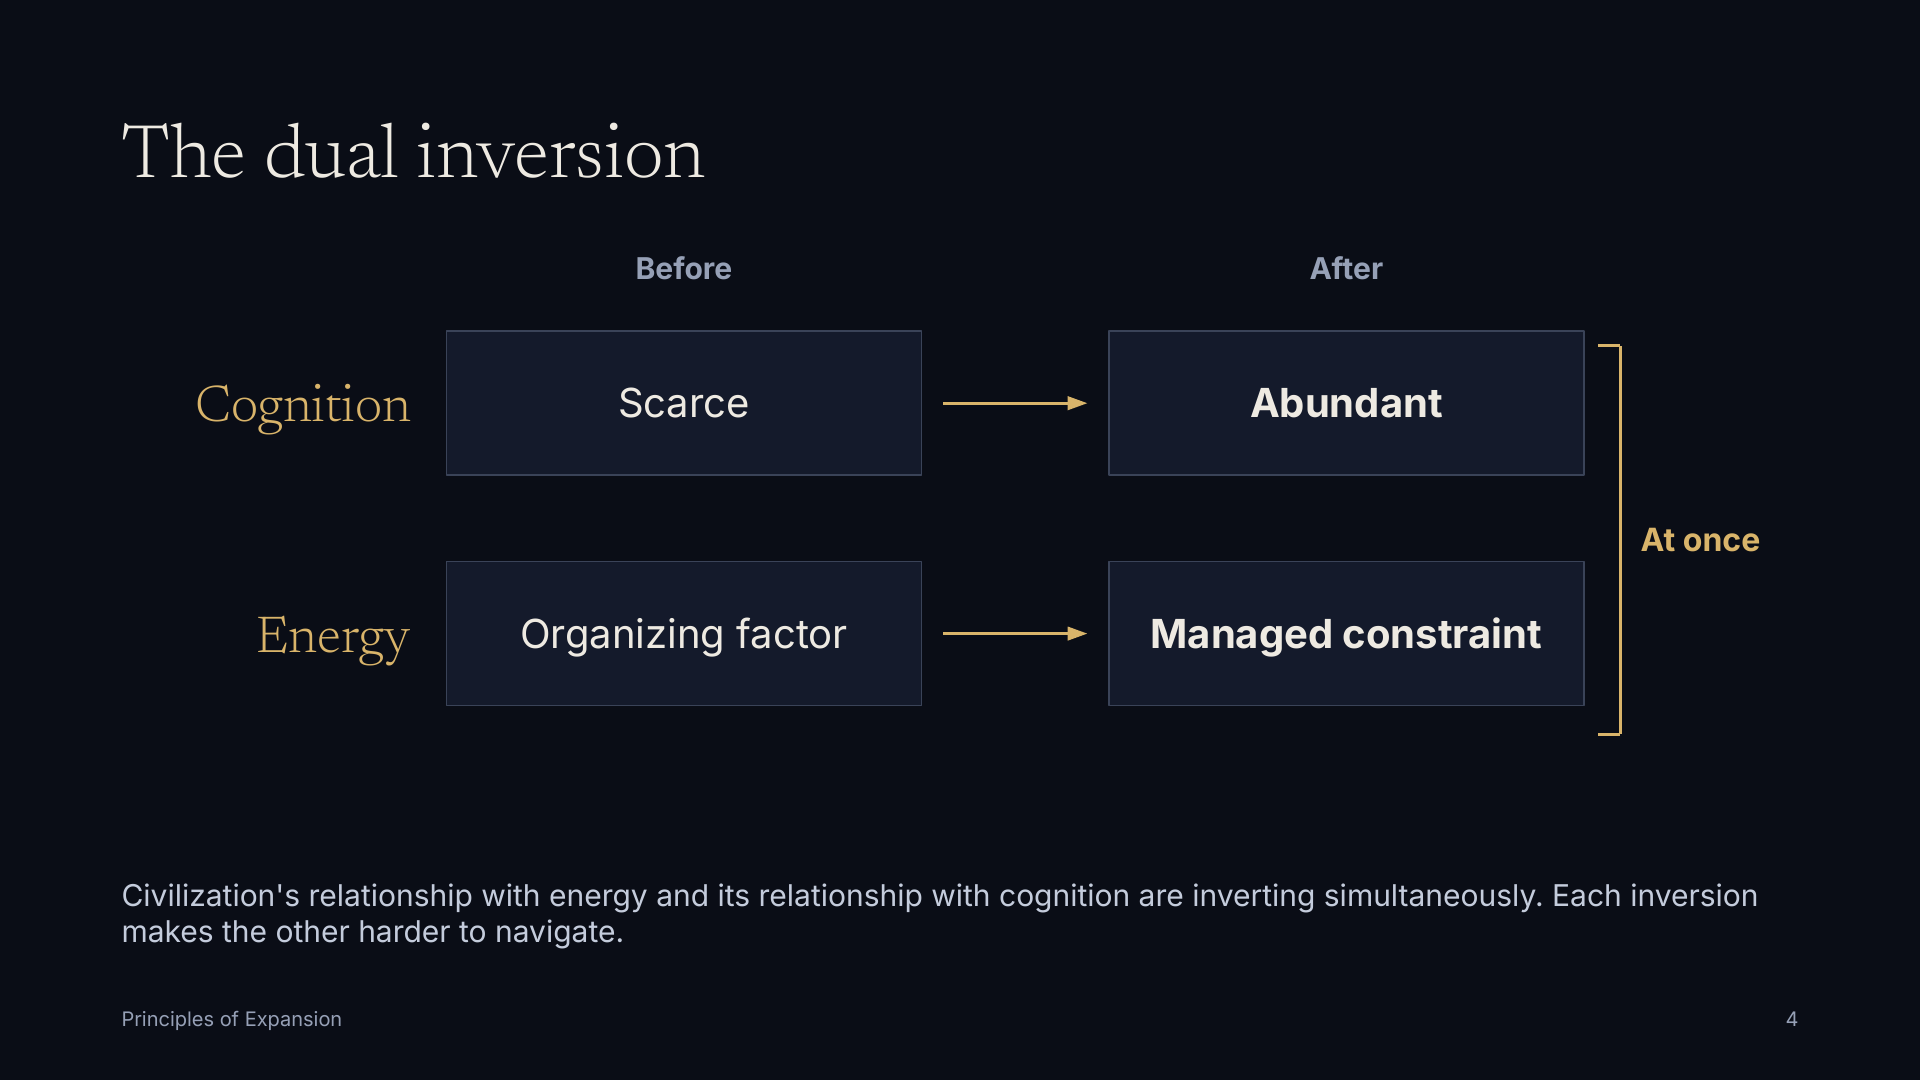 The dual inversion
Before
After
Cognition
Scarce
Abundant
At once
Energy
Organizing factor
Managed constraint
Civilization's relationship with energy and its relationship with cognition are inverting simultaneously. Each inversion
makes the other harder to navigate.
Principles of Expansion
4